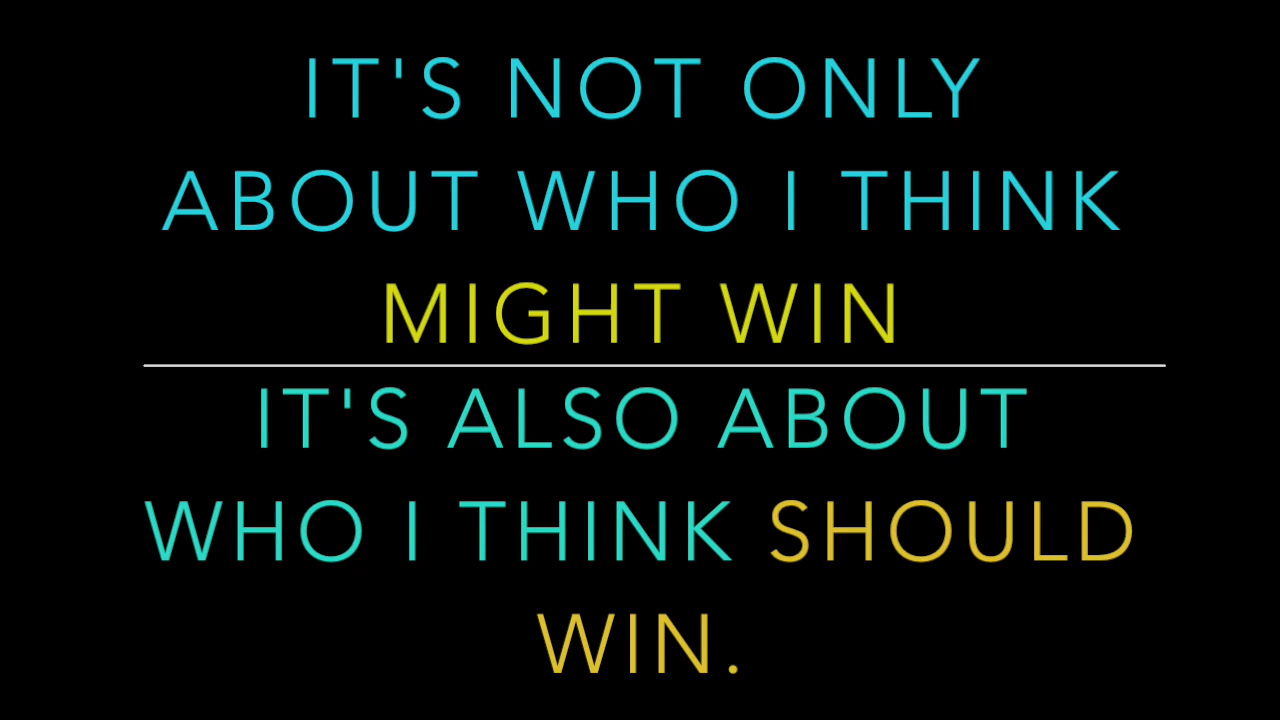 IT'S NOT ONLY
ABOUT WHO I THINK
MIGHT WIN
IT'S ALSO ABOUT
WHO I THINK SHOULD
WIN.